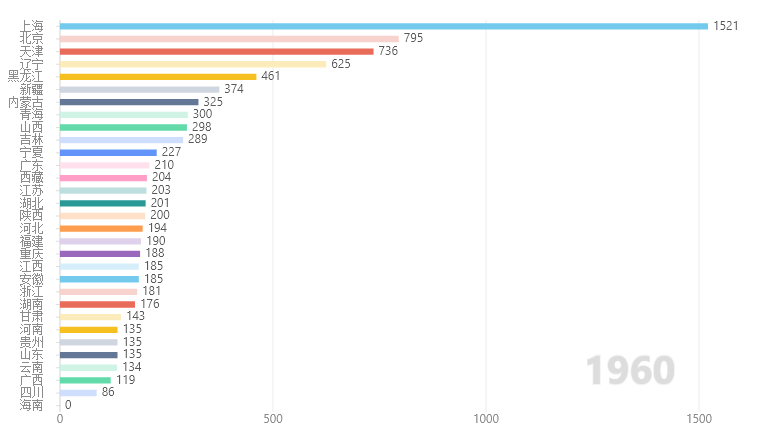 上海 1521
北京 795
天津 736
辽宁 625
黑龙江 461
新疆 374
内蒙古 325
青海 300
山西 298
吉林 289
宁夏 227
广东 210
西藏 204
江苏 203
湖北 201
陕西 200
河北 194
福建 190
重庆 188
江西 185
安徽 185
浙江 181
湖南 176
甘肃 143
河南 135
贵州 135
山东 135
云南 134
广西 119
四川 86
海南 0
1960
0 500 1000 1500